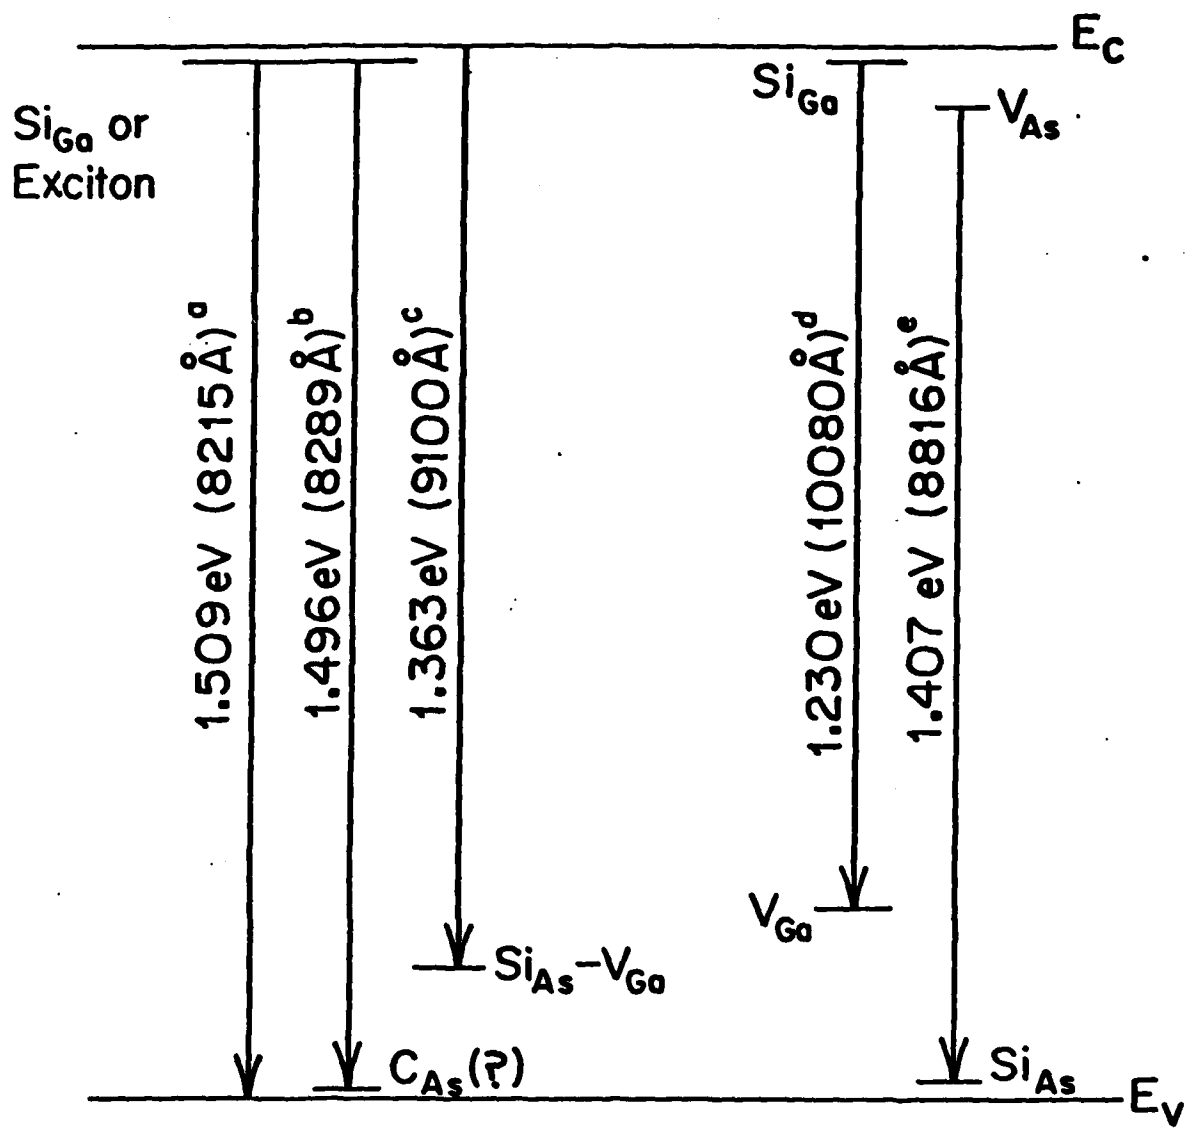 E_C
Si_Ga or
Exciton
Si_Ga
V_As
1.509eV (8215Å)^a
1.496eV (8289Å)^b
1.363eV (9100Å)^c
1.230eV (10080Å)^d
1.407 eV (8816Å)^e
V_Ga
Si_As–V_Ga
C_As(?)
Si_As
E_V